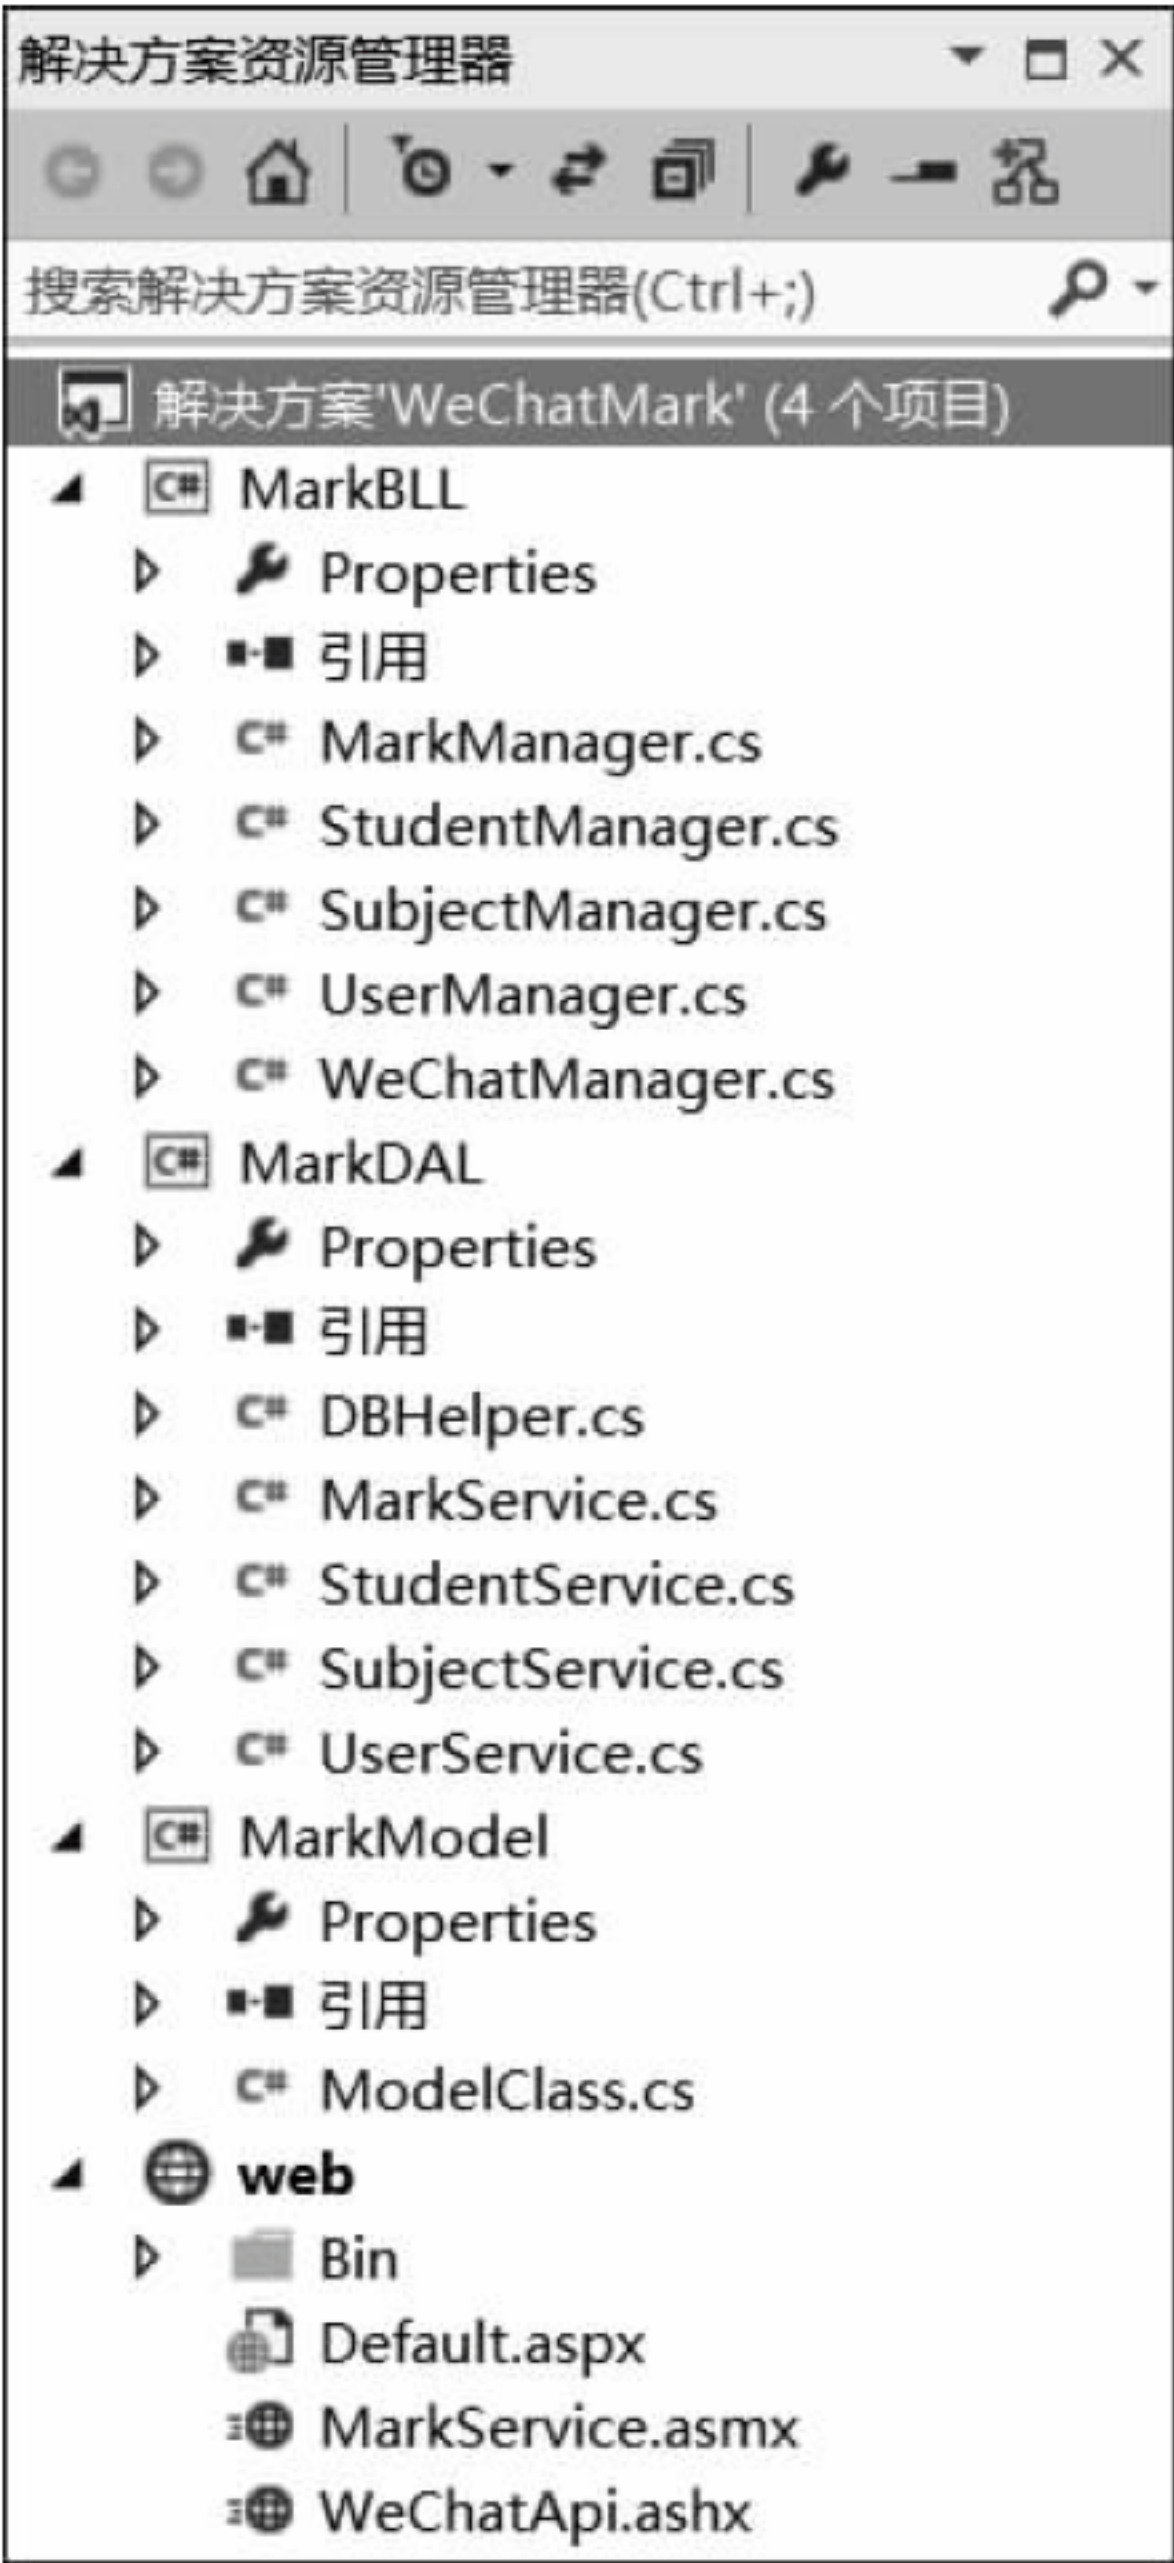 解决方案资源管理器
搜索解决方案资源管理器(Ctrl+;)
解决方案'WeChatMark' (4 个项目)
C# MarkBLL
Properties
引用
C# MarkManager.cs
C# StudentManager.cs
C# SubjectManager.cs
C# UserManager.cs
C# WeChatManager.cs
C# MarkDAL
Properties
引用
C# DBHelper.cs
C# MarkService.cs
C# StudentService.cs
C# SubjectService.cs
C# UserService.cs
C# MarkModel
Properties
引用
C# ModelClass.cs
web
Bin
Default.aspx
MarkService.asmx
WeChatApi.ashx